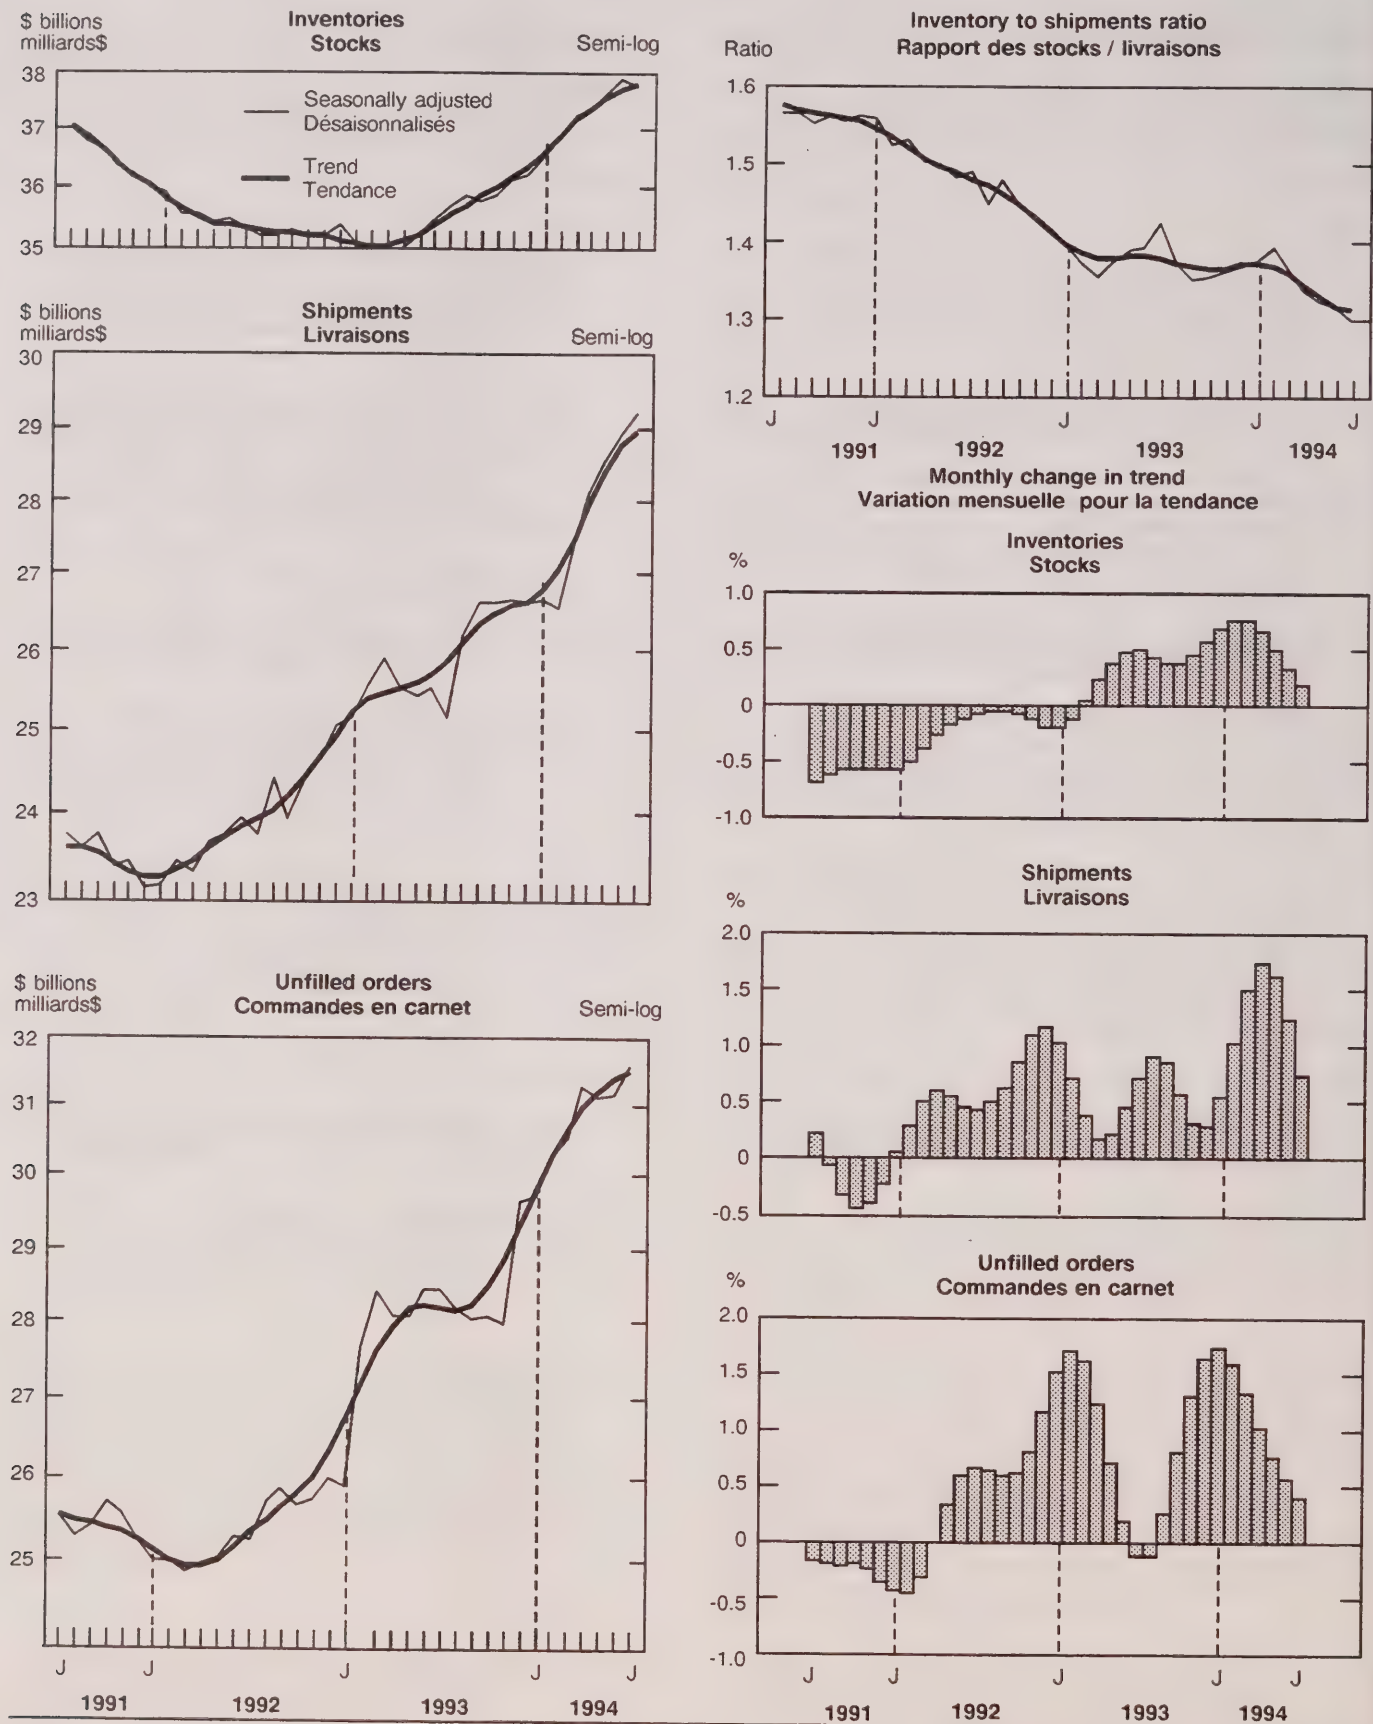 $ billions
milliards$
Inventories
Stocks
Semi-log
38
37
36
35
Seasonally adjusted
Désaisonnalisés
Trend
Tendance
$ billions
milliards$
Shipments
Livraisons
Semi-log
30
29
28
27
26
25
24
23
$ billions
milliards$
Unfilled orders
Commandes en carnet
Semi-log
32
31
30
29
28
27
26
25
J J J J J
1991 1992 1993 1994
Inventory to shipments ratio
Rapport des stocks / livraisons
Ratio
1.6
1.5
1.4
1.3
1.2
J J J J J
1991 1992 1993 1994
Monthly change in trend
Variation mensuelle pour la tendance
Inventories
Stocks
%
1.0
0.5
0
-0.5
-1.0
Shipments
Livraisons
%
2.0
1.5
1.0
0.5
0
-0.5
Unfilled orders
Commandes en carnet
%
2.0
1.5
1.0
0.5
0
-0.5
-1.0
J J J J J
1991 1992 1993 1994